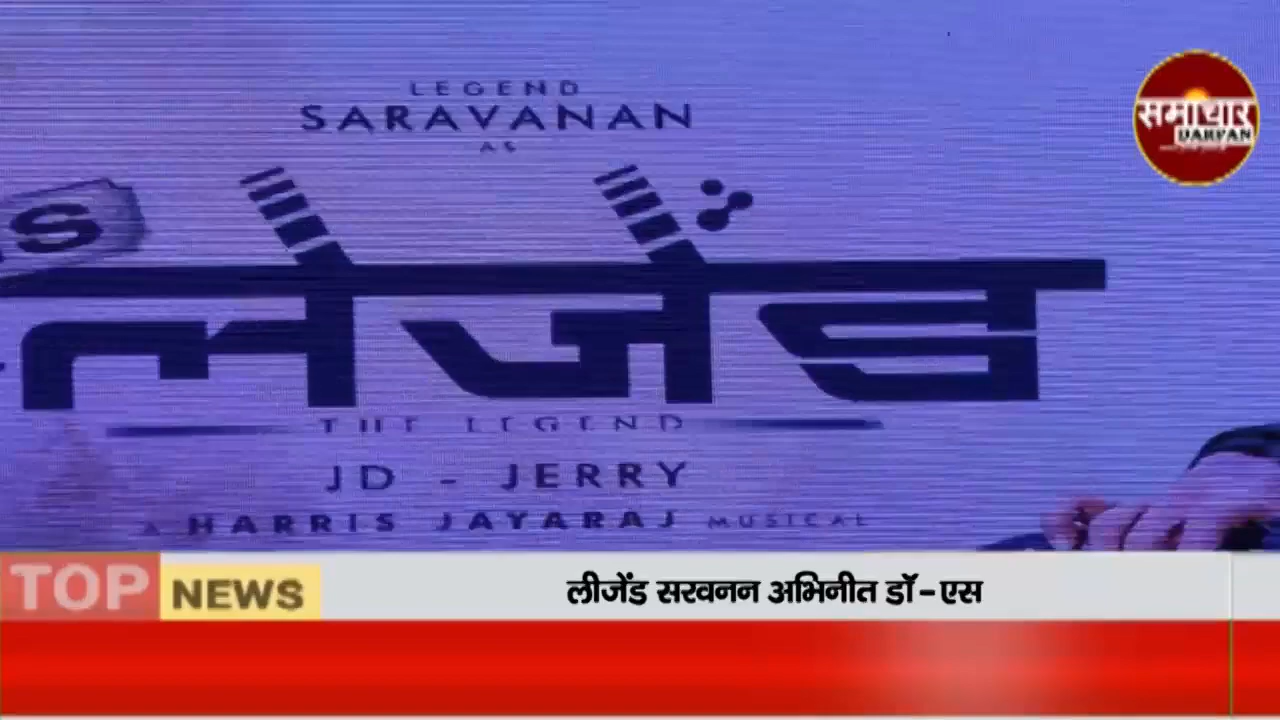 LEGEND
SARAVANAN
AS
S
लेजेंड
THE LEGEND
JD - JERRY
A HARRIS JAYARAJ MUSICAL
समाचार
DARPAN
TOP NEWS
लीजेंड सरवनन अभिनीत डॉ-एस